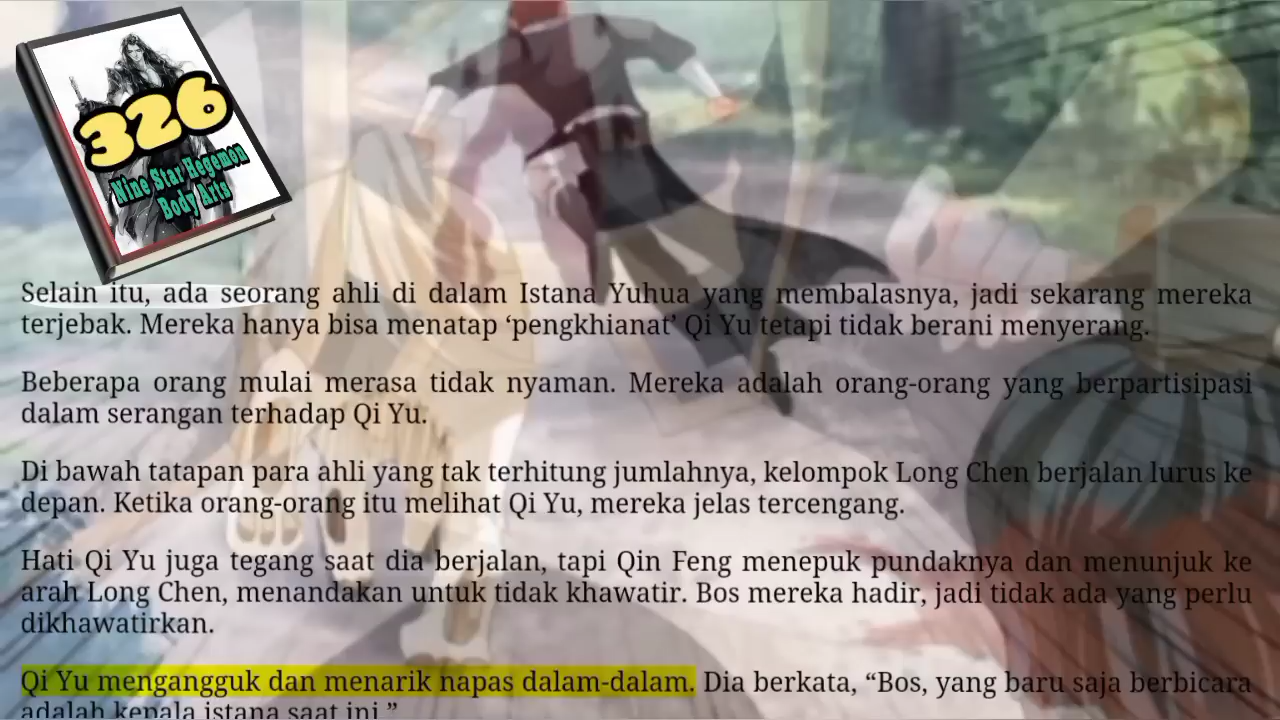 326
Nine Star Hegemon
Body Arts
Selain itu, ada seorang ahli di dalam Istana Yuhua yang membalasnya, jadi sekarang mereka
terjebak. Mereka hanya bisa menatap ‘pengkhianat’ Qi Yu tetapi tidak berani menyerang.
Beberapa orang mulai merasa tidak nyaman. Mereka adalah orang-orang yang berpartisipasi
dalam serangan terhadap Qi Yu.
Di bawah tatapan para ahli yang tak terhitung jumlahnya, kelompok Long Chen berjalan lurus ke
depan. Ketika orang-orang itu melihat Qi Yu, mereka jelas tercengang.
Hati Qi Yu juga tegang saat dia berjalan, tapi Qin Feng menepuk pundaknya dan menunjuk ke
arah Long Chen, menandakan untuk tidak khawatir. Bos mereka hadir, jadi tidak ada yang perlu
dikhawatirkan.
Qi Yu mengangguk dan menarik napas dalam-dalam. Dia berkata, “Bos, yang baru saja berbicara
adalah kepala istana saat ini.”